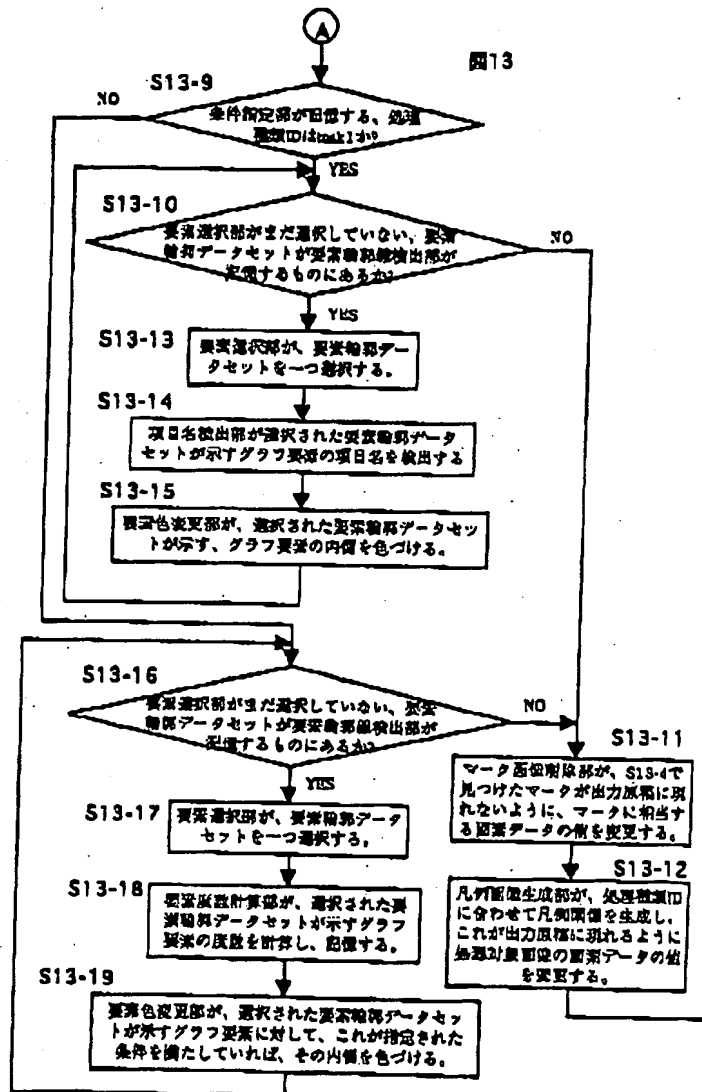 A
図13
S13-9
NO
条件指定部が記憶する、処理
種類IDはtask1か?
YES
S13-10
要素選択部がまだ選択していない、要素
輪郭データセットが要素輪郭線検出部が
記憶するものにあるか?
NO
YES
S13-13
要素選択部が、要素輪郭デー
タセットを一つ選択する。
S13-14
項目名検出部が選択された要素輪郭データ
セットが示すグラフ要素の項目名を検出する
S13-15
要素色変更部が、選択された要素輪郭データセッ
トが示す、グラフ要素の内側を色づける。
S13-16
要素選択部がまだ選択していない、要素
輪郭データセットが要素輪郭線検出部が
記憶するものにあるか?
NO
YES
S13-11
マーク画像削除部が、S13-4で
見つけたマークが出力原稿に現
れないように、マークに相当す
る画素データの値を変更する。
S13-17
要素選択部が、要素輪郭データ
セットを一つ選択する。
S13-12
凡例画像生成部が、処理種類ID
に合わせて凡例画像を生成し、
これが出力原稿に現れるように
処理対象画像の画素データの値
を変更する。
S13-18
要素度数計算部が、選択された要
素輪郭データセットが示すグラフ
要素の度数を計算し、記憶する。
S13-19
要素色変更部が、選択された要素輪郭データセッ
トが示すグラフ要素に対して、これが指定された
条件を満たしていれば、その内側を色づける。